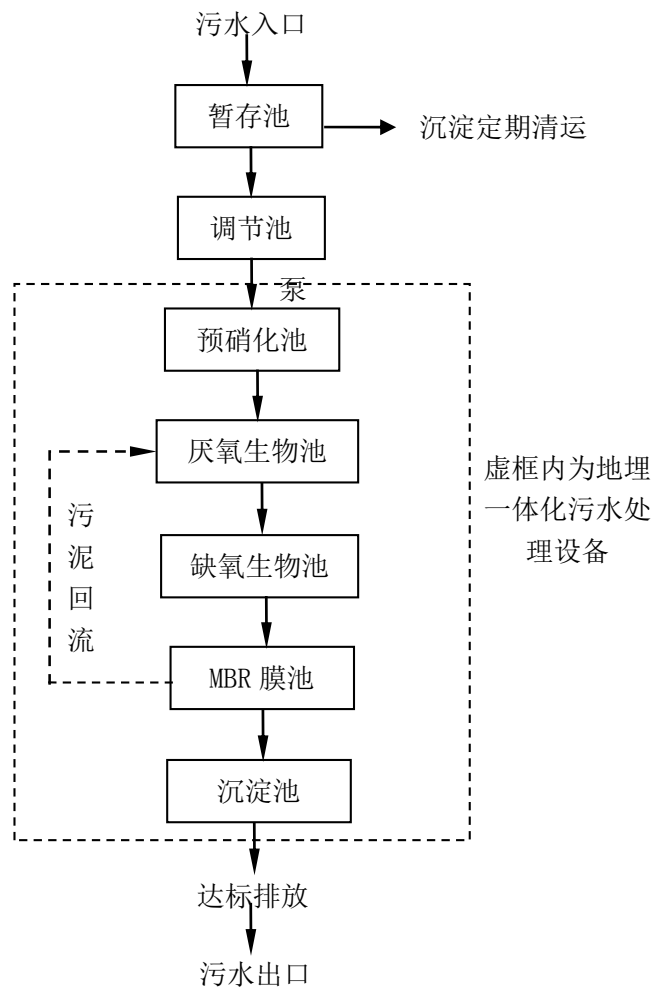 污水入口
暂存池
沉淀定期清运
调节池
泵
预硝化池
厌氧生物池
虚框内为地埋
一体化污水处
理设备
污
泥
回
流
缺氧生物池
MBR 膜池
沉淀池
达标排放
污水出口